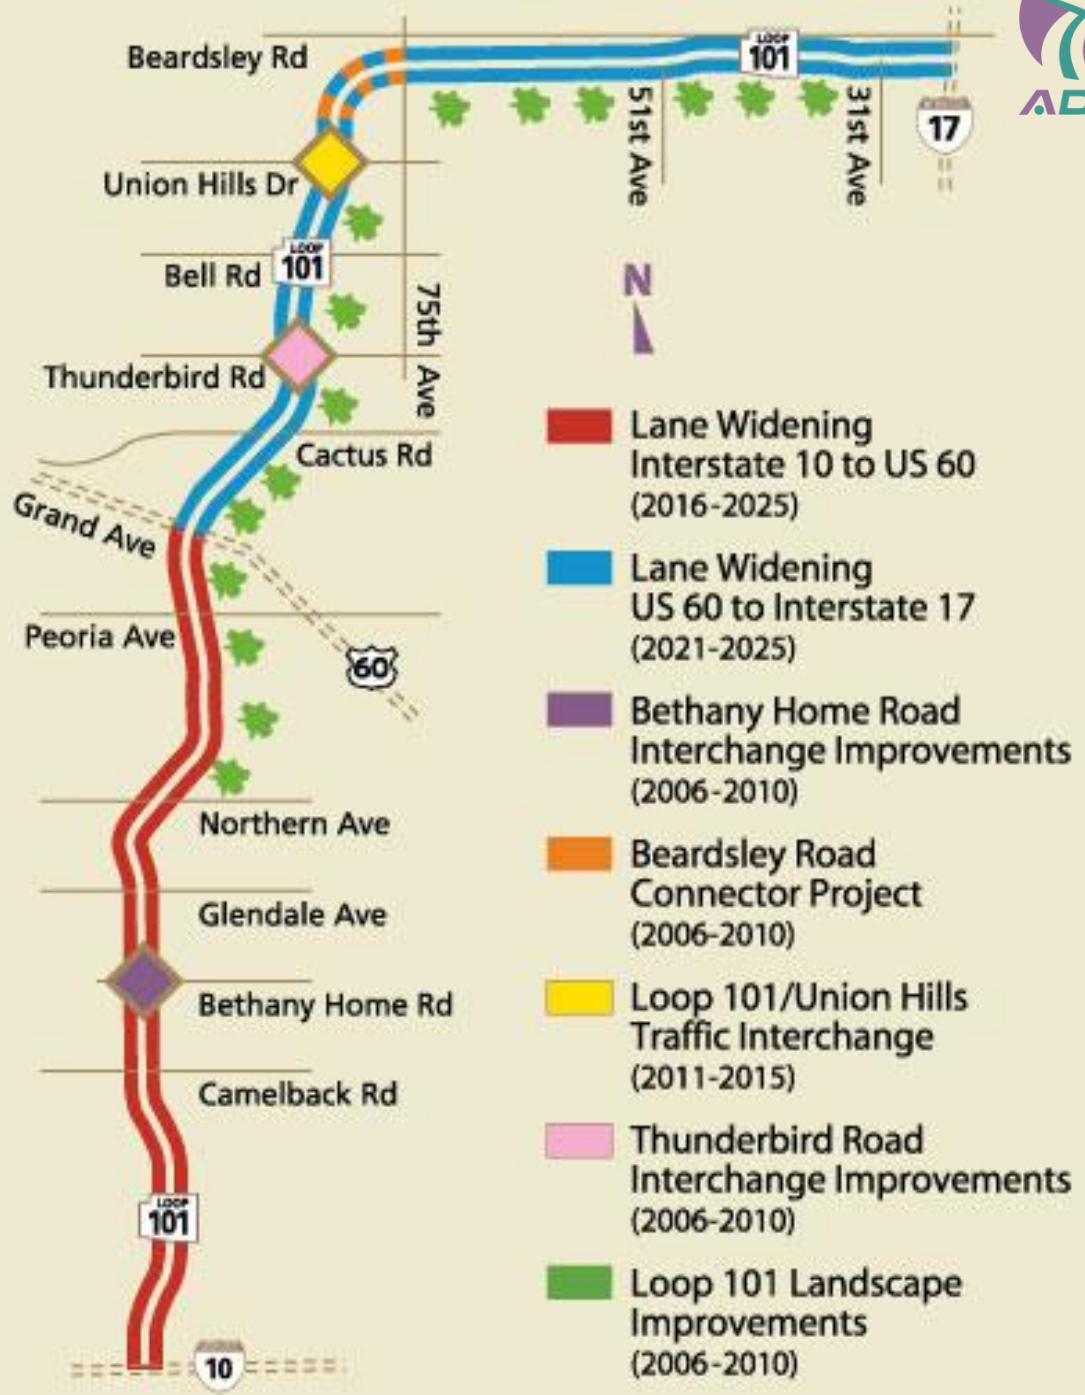 Beardsley Rd
LOOP
101
AD
51st Ave
31st Ave
17
Union Hills Dr
LOOP
101
Bell Rd
75th Ave
N
Thunderbird Rd
Cactus Rd
Grand Ave
Peoria Ave
60
Northern Ave
Glendale Ave
Bethany Home Rd
Camelback Rd
LOOP
101
10
Lane Widening
Interstate 10 to US 60
(2016-2025)
Lane Widening
US 60 to Interstate 17
(2021-2025)
Bethany Home Road
Interchange Improvements
(2006-2010)
Beardsley Road
Connector Project
(2006-2010)
Loop 101/Union Hills
Traffic Interchange
(2011-2015)
Thunderbird Road
Interchange Improvements
(2006-2010)
Loop 101 Landscape
Improvements
(2006-2010)